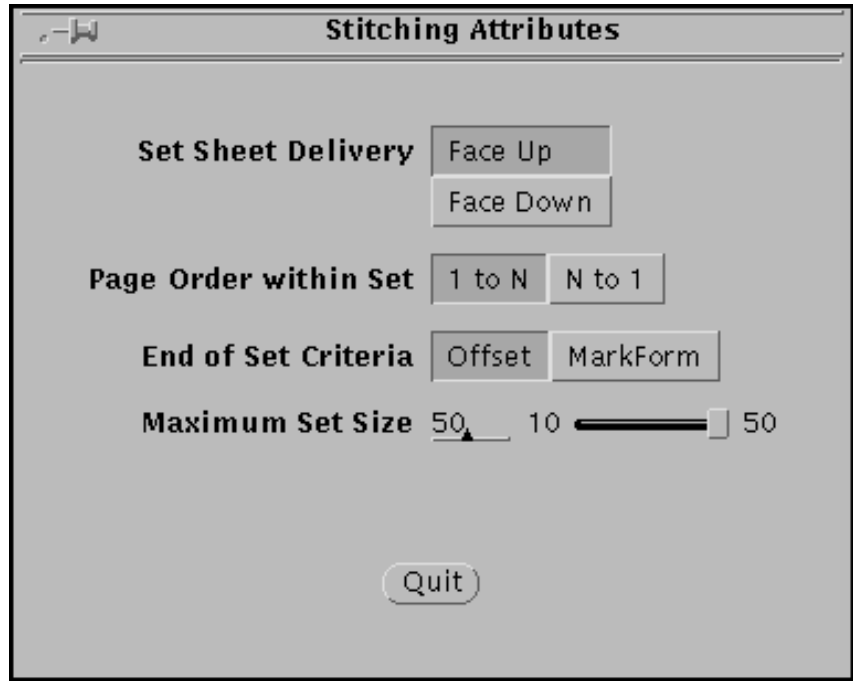 Stitching Attributes
Set Sheet Delivery Face Up
Face Down
Page Order within Set 1 to N N to 1
End of Set Criteria Offset MarkForm
Maximum Set Size 50 10 50
Quit